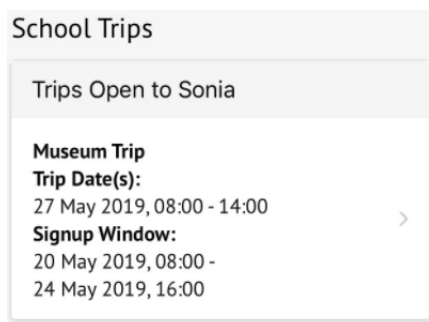 School Trips
Trips Open to Sonia
Museum Trip
Trip Date(s):
27 May 2019, 08:00 - 14:00
Signup Window:
20 May 2019, 08:00 -
24 May 2019, 16:00